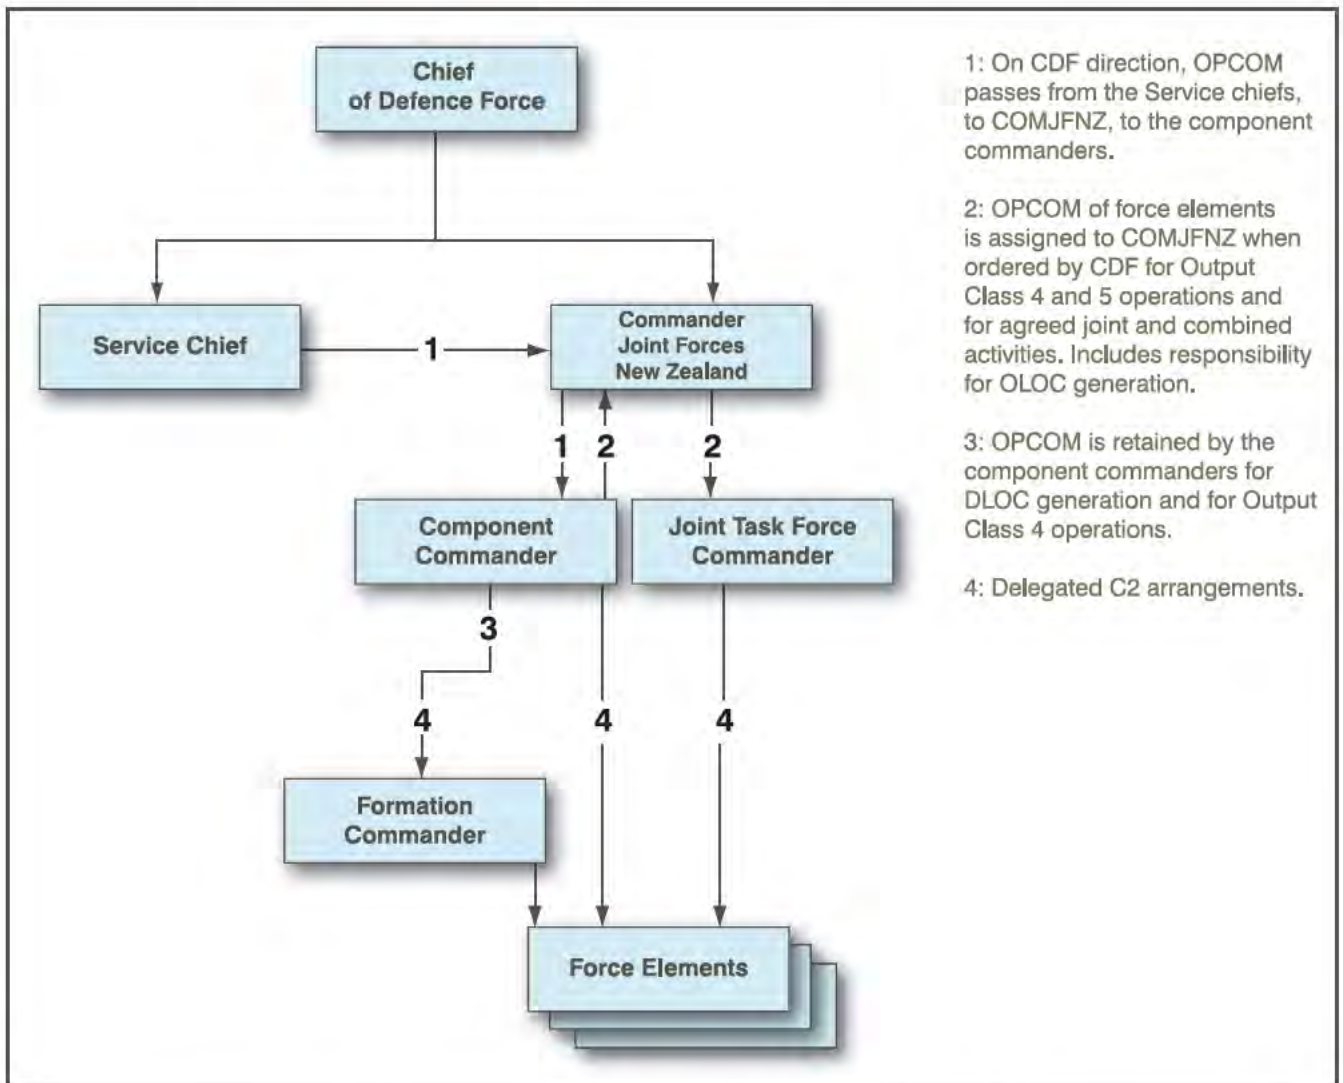 Chief
of Defence Force
Service Chief
1
Commander
Joint Forces
New Zealand
1
2
2
Component
Commander
Joint Task Force
Commander
3
4
4
4
Formation
Commander
Force Elements
1: On CDF direction, OPCOM
passes from the Service chiefs,
to COMJFNZ, to the component
commanders.
2: OPCOM of force elements
is assigned to COMJFNZ when
ordered by CDF for Output
Class 4 and 5 operations and
for agreed joint and combined
activities. Includes responsibility
for OLOC generation.
3: OPCOM is retained by the
component commanders for
DLOC generation and for Output
Class 4 operations.
4: Delegated C2 arrangements.